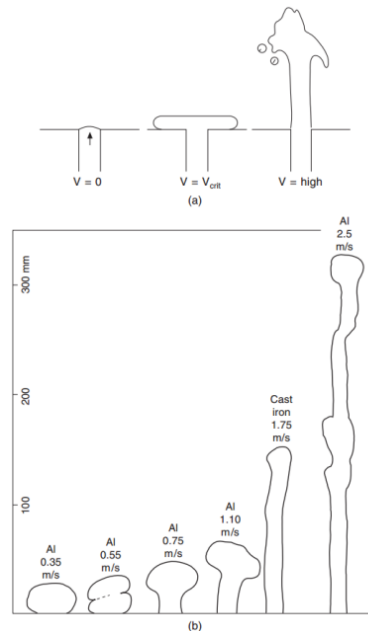 V = 0
V = Vcrit
V = high
(a)
Al
2.5
m/s
300 mm
200
Cast
iron
1.75
m/s
100
Al
1.10
m/s
Al
0.75
m/s
Al
0.55
m/s
Al
0.35
m/s
(b)